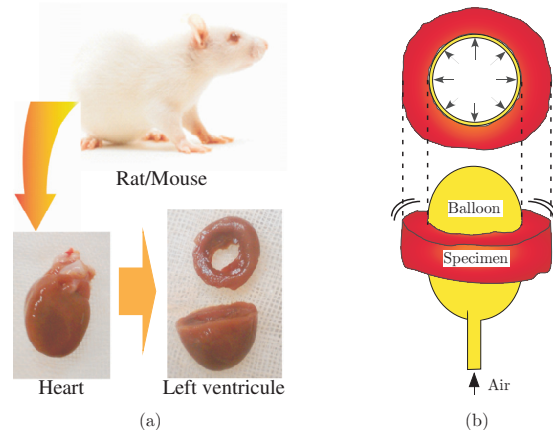 Rat/Mouse
Heart
Left ventricule
(a)
Balloon
Specimen
Air
(b)